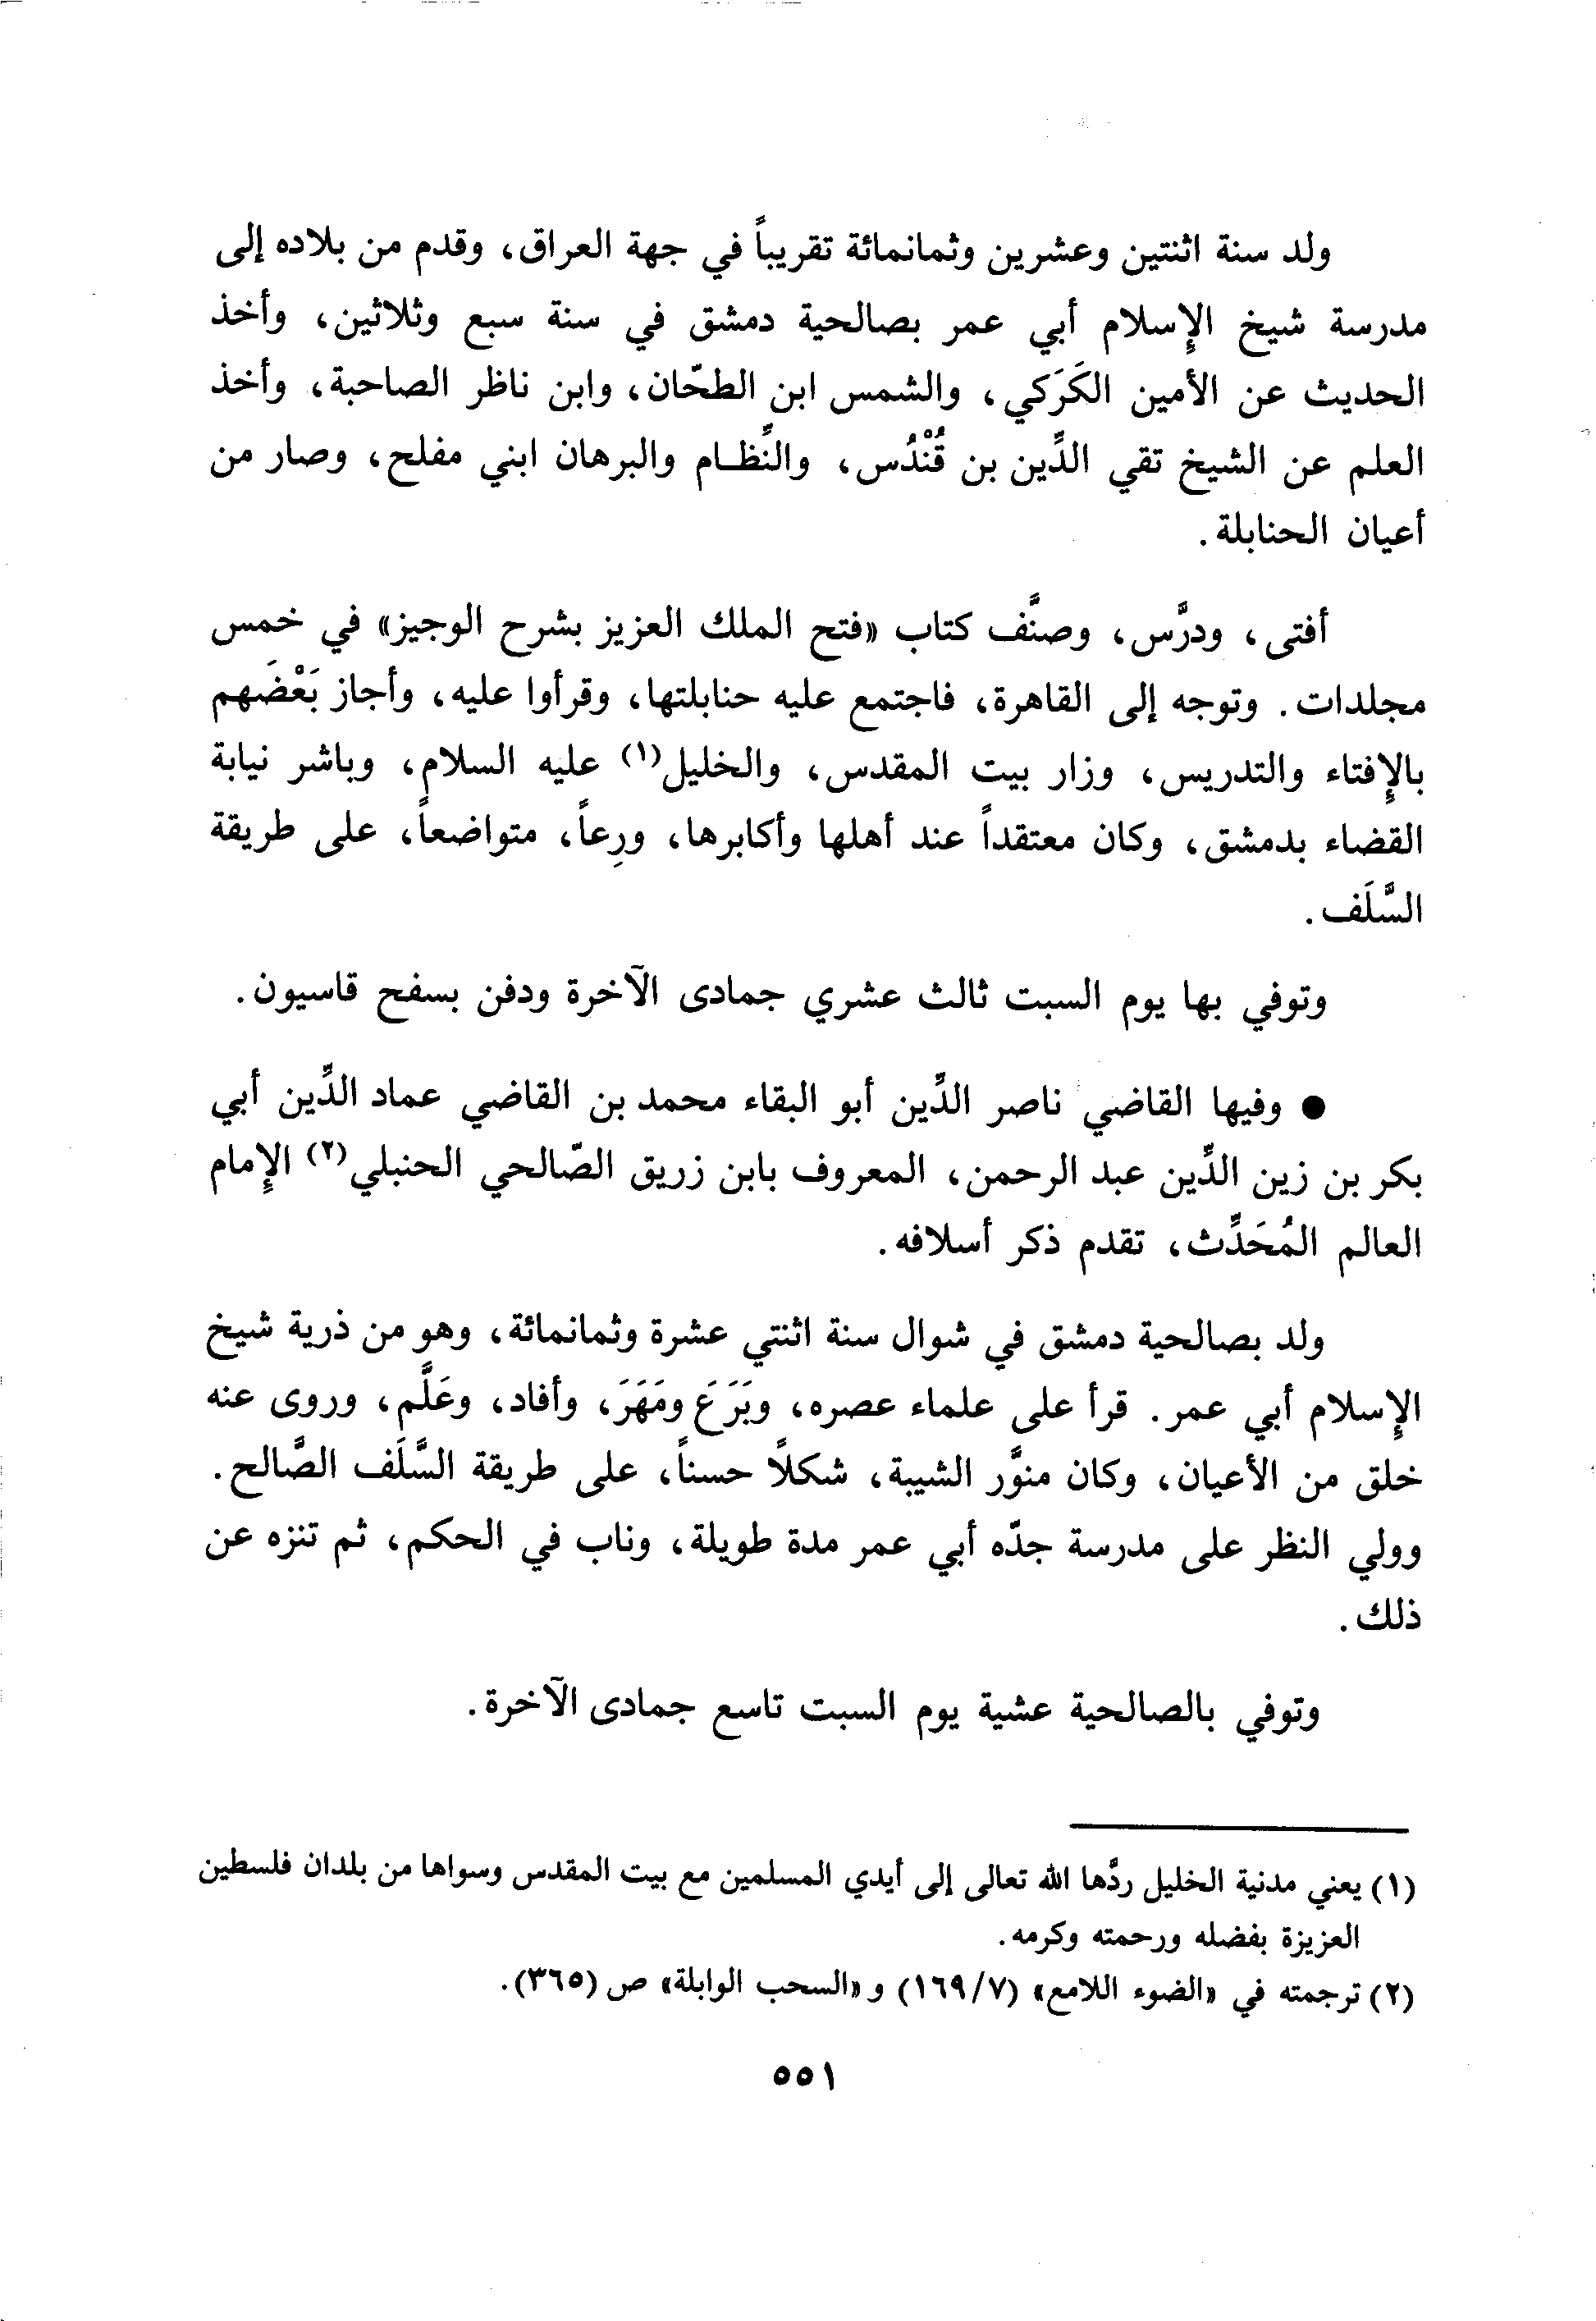 ولد سنة اثنتين وعشرين وثمانمائة تقريباً في جهة العراق، وقدم من بلاده إلى
مدرسة شيخ الإِسلام أبي عمر بصالحية دمشق في سنة سبع وثلاثين، وأخذ
الحديث عن الأمين الكَرَكي، والشمس ابن الطحّان، وابن ناظر الصاحبة، وأخذ
العلم عن الشيخ تقي الدِّين بن قُنْدُس، والنِّظام والبرهان ابني مفلح، وصار من
أعيان الحنابلة.
أفتى، ودرَّس، وصنَّف كتاب «فتح الملك العزيز بشرح الوجيز» في خمس
مجلدات. وتوجه إلى القاهرة، فاجتمع عليه حنابلتها، وقرأوا عليه، وأجاز بَعْضَهم
بالإِفتاء والتدريس، وزار بيت المقدس، والخليل(١) عليه السلام، وباشر نيابة
القضاء بدمشق، وكان معتقداً عند أهلها وأكابرها، ورِعاً، متواضعاً، على طريقة
السَّلَف.
وتوفي بها يوم السبت ثالث عشري جمادى الآخرة ودفن بسفح قاسيون.
● وفيها القاضي ناصر الدِّين أبو البقاء محمد بن القاضي عماد الدِّين أبي
بكر بن زين الدِّين عبد الرحمن، المعروف بابن زريق الصّالحي الحنبلي(٢) الإِمام
العالم المُحَدِّث، تقدم ذكر أسلافه.
ولد بصالحية دمشق في شوال سنة اثنتي عشرة وثمانمائة، وهو من ذرية شيخ
الإِسلام أبي عمر. قرأ على علماء عصره، وبَرَعَ ومَهَرَ، وأفاد، وعَلَّم، وروى عنه
خلق من الأعيان، وكان منوَّر الشيبة، شكلاً حسناً، على طريقة السَّلَف الصَّالح.
وولي النظر على مدرسة جدّه أبي عمر مدة طويلة، وناب في الحكم، ثم تنزه عن
ذلك.
وتوفي بالصالحية عشية يوم السبت تاسع جمادى الآخرة.
(١) يعني مدنية الخليل ردَّها الله تعالى إلى أيدي المسلمين مع بيت المقدس وسواها من بلدان فلسطين
العزيزة بفضله ورحمته وكرمه.
(٢) ترجمته في «الضوء اللامع» (١٦٩/٧) و«السحب الوابلة» ص (٣٦٥).
٥٥١